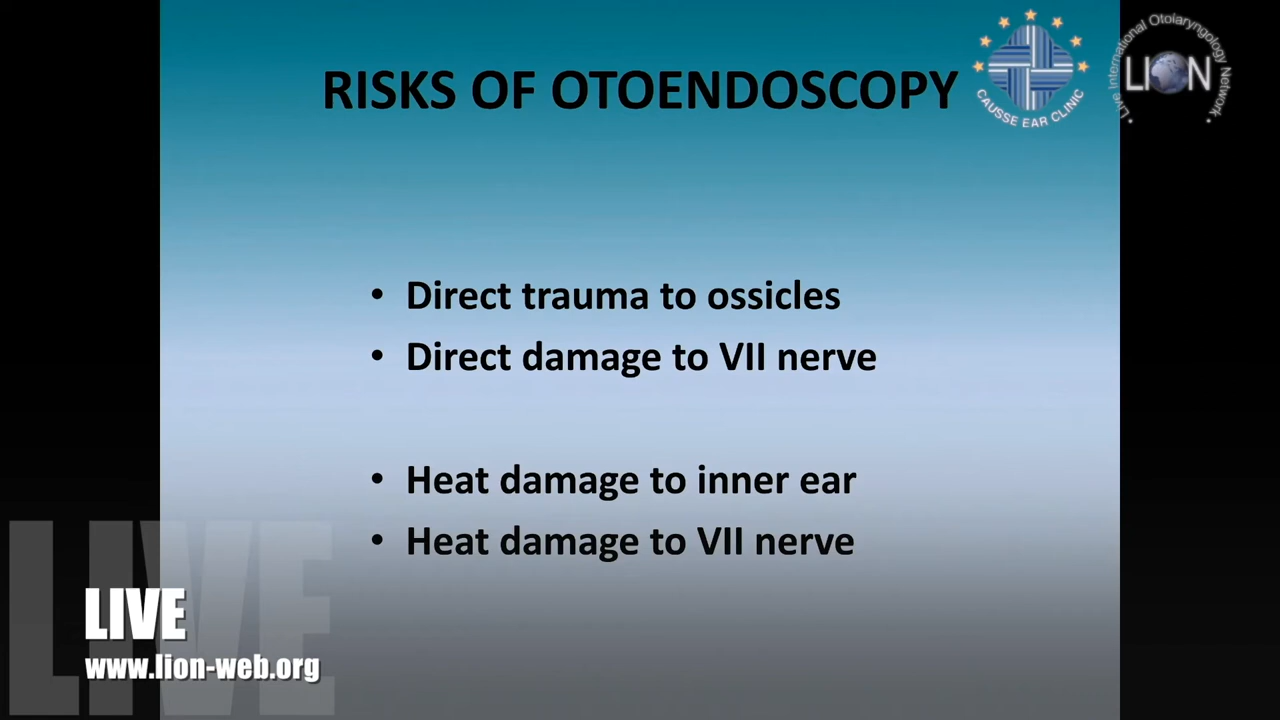 RISKS OF OTOENDOSCOPY
CAUSSE EAR CLINIC
• Live International Otolaryngology Network •
LION
• Direct trauma to ossicles
• Direct damage to VII nerve
• Heat damage to inner ear
• Heat damage to VII nerve
LIVE
LIVE
www.lion-web.org